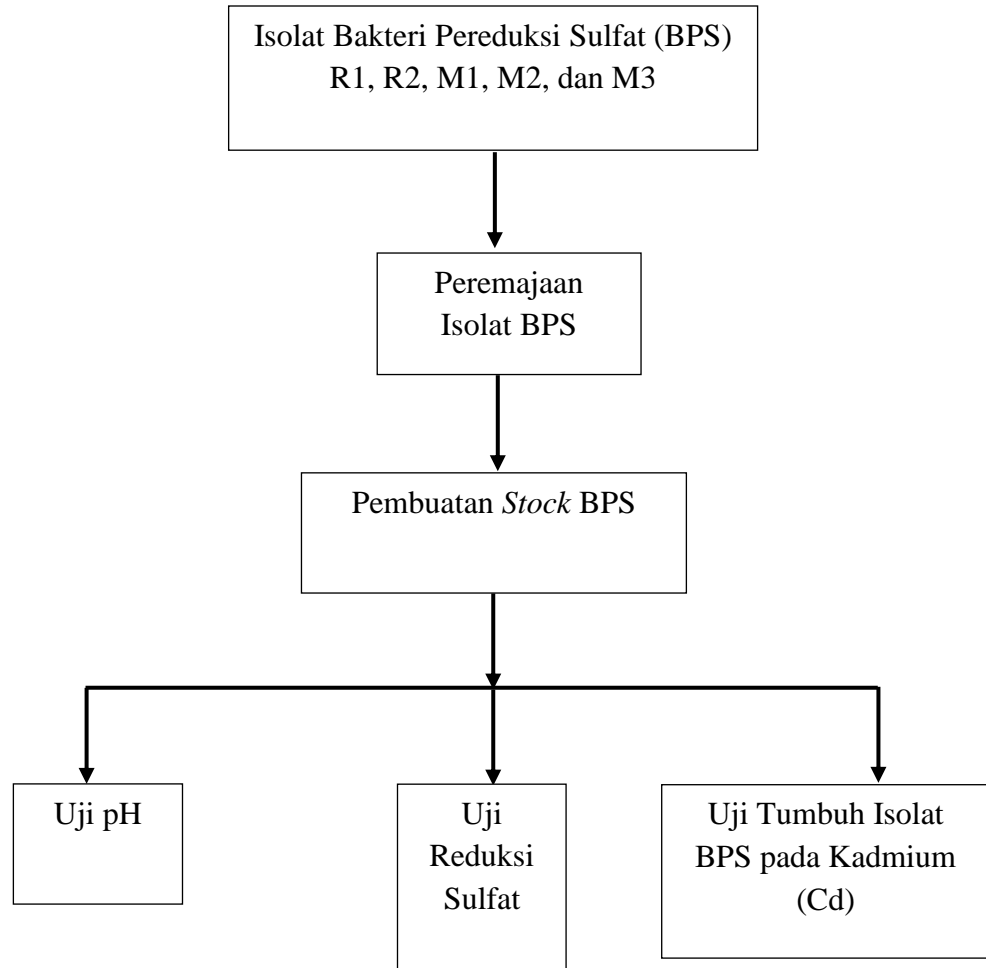 Isolat Bakteri Pereduksi Sulfat (BPS)
R1, R2, M1, M2, dan M3
Peremajaan
Isolat BPS
Pembuatan Stock BPS
Uji pH
Uji
Reduksi
Sulfat
Uji Tumbuh Isolat
BPS pada Kadmium
(Cd)